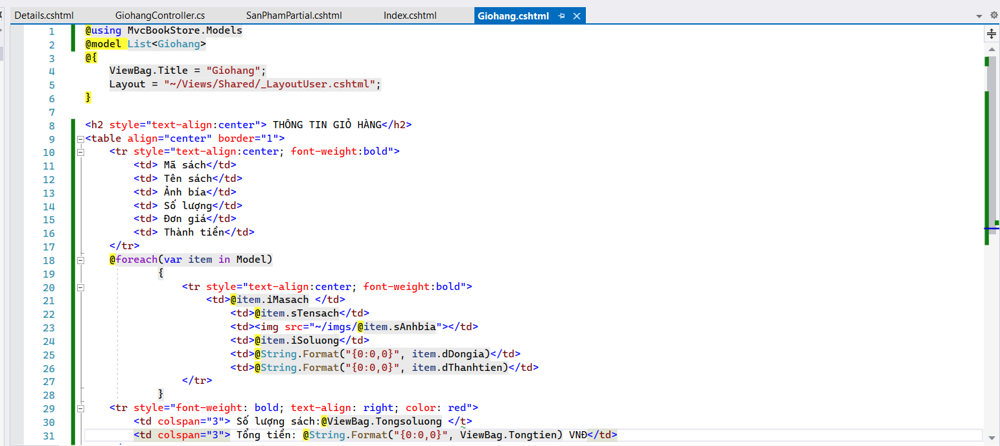 Details.cshtml GiohangController.cs SanPhamPartial.cshtml Index.cshtml Giohang.cshtml
1 @using MvcBookStore.Models
2 @model List<Giohang>
3 @{
4 ViewBag.Title = "Giohang";
5 Layout = "~/Views/Shared/_LayoutUser.cshtml";
6 }
7
8 <h2 style="text-align:center"> THÔNG TIN GIỎ HÀNG</h2>
9 <table align="center" border="1">
10 <tr style="text-align:center; font-weight:bold">
11 <td> Mã sách</td>
12 <td> Tên sách</td>
13 <td> Ảnh bía</td>
14 <td> Số lượng</td>
15 <td> Đơn giá</td>
16 <td> Thành tiền</td>
17 </tr>
18 @foreach(var item in Model)
19 {
20 <tr style="text-align:center; font-weight:bold">
21 <td>@item.iMasach </td>
22 <td>@item.sTensach</td>
23 <td><img src="~/imgs/@item.sAnhbia"></td>
24 <td>@item.iSoluong</td>
25 <td>@String.Format("{0:0,0}", item.dDongia)</td>
26 <td>@String.Format("{0:0,0}", item.dThanhtien)</td>
27 </tr>
28 }
29 <tr style="font-weight: bold; text-align: right; color: red">
30 <td colspan="3"> Số lượng sách:@ViewBag.Tongsoluong </t>
31 <td colspan="3"> Tổng tiền: @String.Format("{0:0,0}", ViewBag.Tongtien) VNĐ</td>